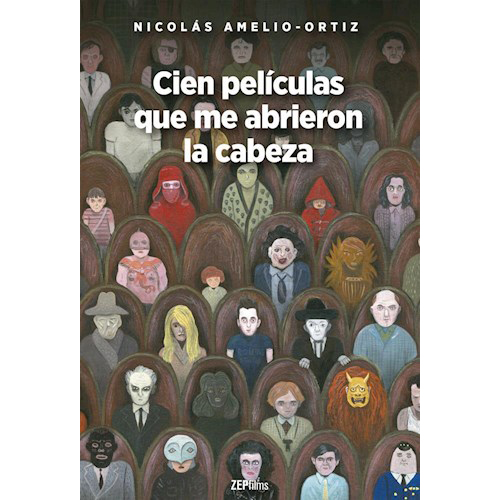 NICOLÁS AMELIO-ORTIZ
Cien películas
que me abrieron
la cabeza
ZEPfilms